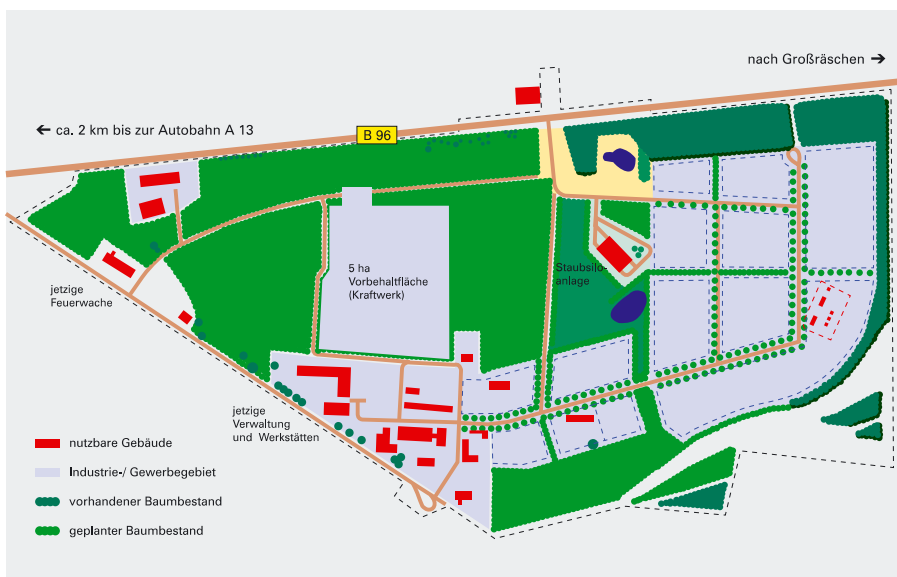 nach Großräschen →
← ca. 2 km bis zur Autobahn A 13
B 96
5 ha
Vorbehaltfläche
(Kraftwerk)
Staubsilo-
anlage
jetzige
Feuerwache
jetzige
Verwaltung
und Werkstätten
nutzbare Gebäude
Industrie-/ Gewerbegebiet
vorhandener Baumbestand
geplanter Baumbestand